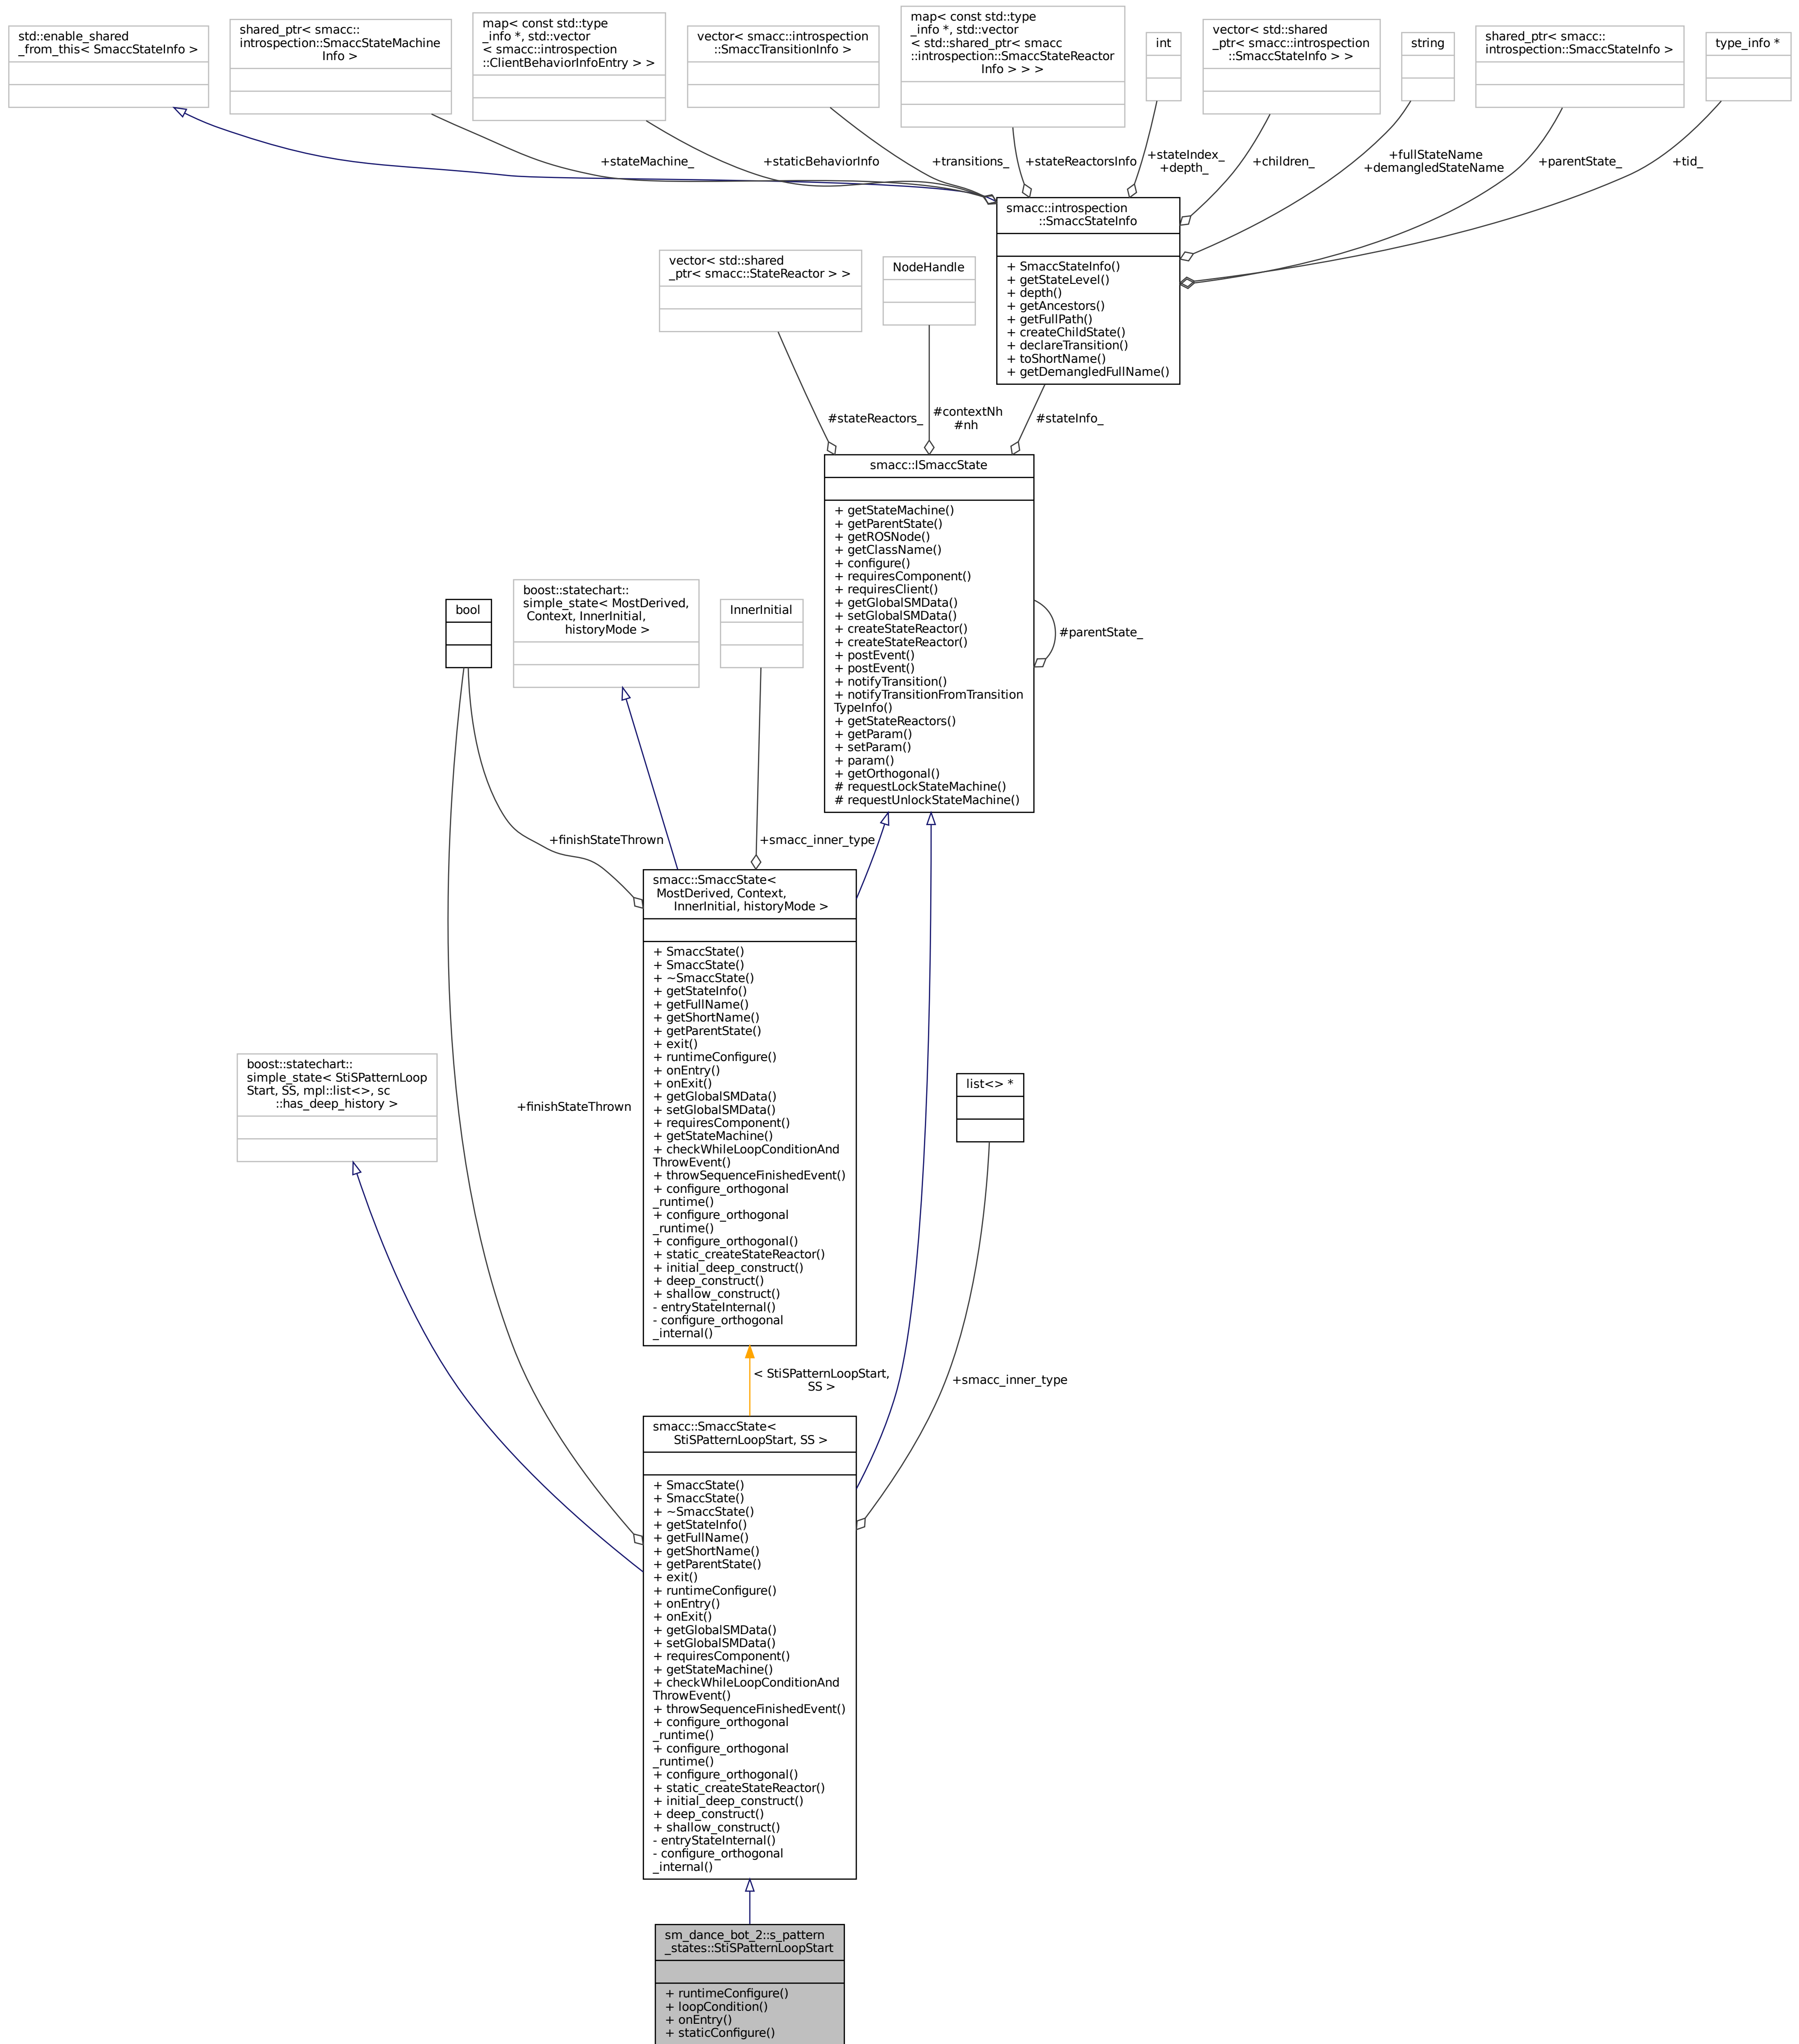 std::enable_shared
_from_this< SmaccStateInfo >
shared_ptr< smacc::
introspection::SmaccStateMachine
Info >
map< const std::type
_info *, std::vector
< smacc::introspection
::ClientBehaviorInfoEntry > >
vector< smacc::introspection
::SmaccTransitionInfo >
map< const std::type
_info *, std::vector
< std::shared_ptr< smacc
::introspection::SmaccStateReactor
Info > > >
int
vector< std::shared
_ptr< smacc::introspection
::SmaccStateInfo > >
string
shared_ptr< smacc::
introspection::SmaccStateInfo >
type_info *
+stateMachine_
+staticBehaviorInfo
+transitions_
+stateReactorsInfo
+stateIndex_
+depth_
+children_
+fullStateName
+demangledStateName
+parentState_
+tid_
smacc::introspection
::SmaccStateInfo
+ SmaccStateInfo()
+ getStateLevel()
+ depth()
+ getAncestors()
+ getFullPath()
+ createChildState()
+ declareTransition()
+ toShortName()
+ getDemangledFullName()
vector< std::shared
_ptr< smacc::StateReactor > >
NodeHandle
#stateReactors_
#contextNh
#nh
#stateInfo_
smacc::ISmaccState
+ getStateMachine()
+ getParentState()
+ getROSNode()
+ getClassName()
+ configure()
+ requiresComponent()
+ requiresClient()
+ getGlobalSMData()
+ setGlobalSMData()
+ createStateReactor()
+ createStateReactor()
+ postEvent()
+ postEvent()
+ notifyTransition()
+ notifyTransitionFromTransition
TypeInfo()
+ getStateReactors()
+ getParam()
+ setParam()
+ param()
+ getOrthogonal()
# requestLockStateMachine()
# requestUnlockStateMachine()
#parentState_
bool
boost::statechart::
simple_state< MostDerived,
Context, InnerInitial,
historyMode >
InnerInitial
+finishStateThrown
+smacc_inner_type
smacc::SmaccState<
MostDerived, Context,
InnerInitial, historyMode >
+ SmaccState()
+ SmaccState()
+ ~SmaccState()
+ getStateInfo()
+ getFullName()
+ getShortName()
+ getParentState()
+ exit()
+ runtimeConfigure()
+ onEntry()
+ onExit()
+ getGlobalSMData()
+ setGlobalSMData()
+ requiresComponent()
+ getStateMachine()
+ checkWhileLoopConditionAnd
ThrowEvent()
+ throwSequenceFinishedEvent()
+ configure_orthogonal
_runtime()
+ configure_orthogonal
_runtime()
+ configure_orthogonal()
+ static_createStateReactor()
+ initial_deep_construct()
+ deep_construct()
+ shallow_construct()
- entryStateInternal()
- configure_orthogonal
_internal()
boost::statechart::
simple_state< StiSPatternLoop
Start, SS, mpl::list<>, sc
::has_deep_history >
+finishStateThrown
list<> *
< StiSPatternLoopStart,
SS >
+smacc_inner_type
smacc::SmaccState<
StiSPatternLoopStart, SS >
+ SmaccState()
+ SmaccState()
+ ~SmaccState()
+ getStateInfo()
+ getFullName()
+ getShortName()
+ getParentState()
+ exit()
+ runtimeConfigure()
+ onEntry()
+ onExit()
+ getGlobalSMData()
+ setGlobalSMData()
+ requiresComponent()
+ getStateMachine()
+ checkWhileLoopConditionAnd
ThrowEvent()
+ throwSequenceFinishedEvent()
+ configure_orthogonal
_runtime()
+ configure_orthogonal
_runtime()
+ configure_orthogonal()
+ static_createStateReactor()
+ initial_deep_construct()
+ deep_construct()
+ shallow_construct()
- entryStateInternal()
- configure_orthogonal
_internal()
sm_dance_bot_2::s_pattern
_states::StiSPatternLoopStart
+ runtimeConfigure()
+ loopCondition()
+ onEntry()
+ staticConfigure()